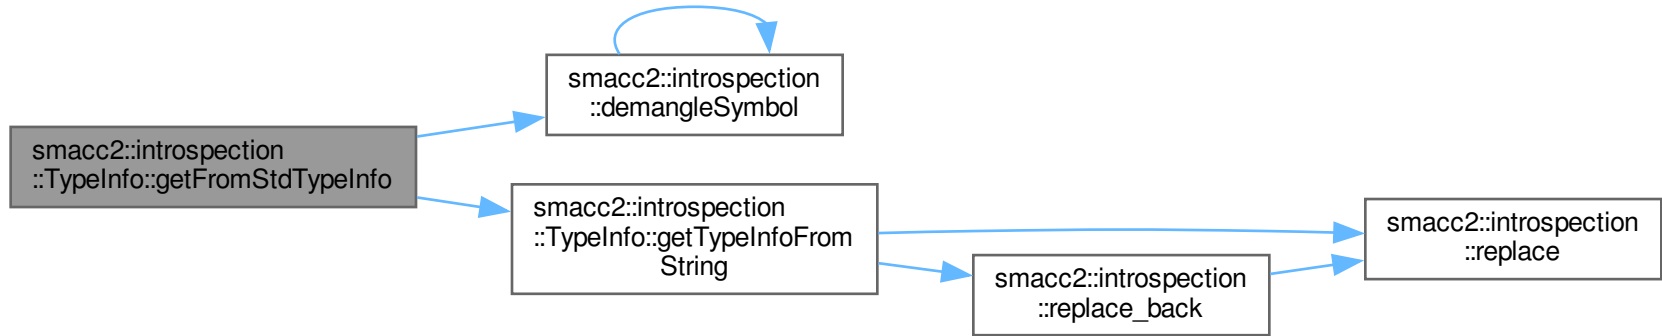 smacc2::introspection
::TypeInfo::getFromStdTypeInfo
smacc2::introspection
::demangleSymbol
smacc2::introspection
::TypeInfo::getTypeInfoFrom
String
smacc2::introspection
::replace_back
smacc2::introspection
::replace